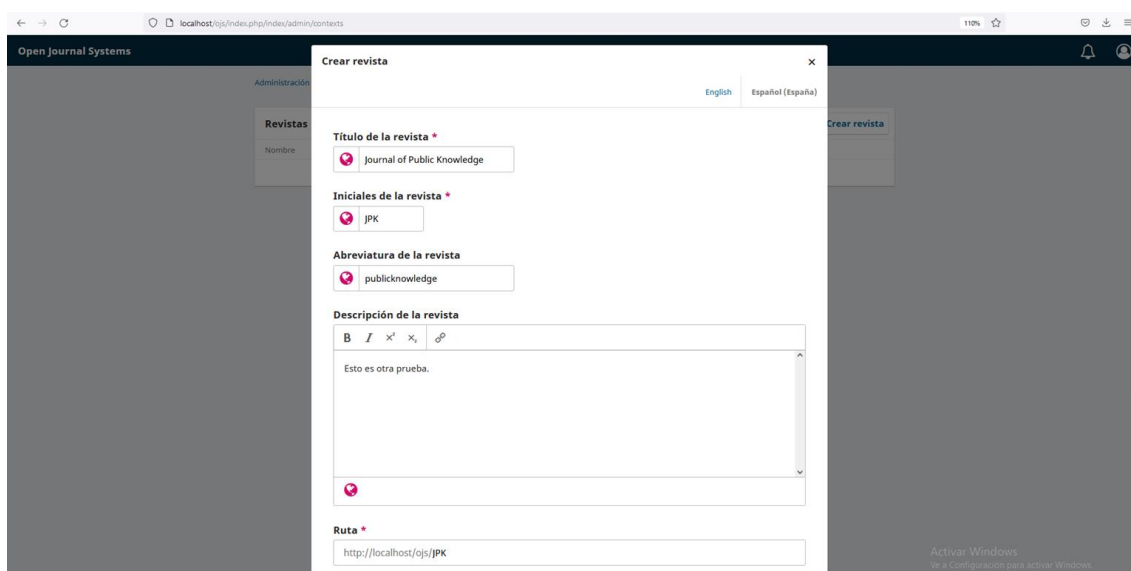 localhost/ojs/index.php/index/admin/contexts
110%
Open Journal Systems
Crear revista
Administración
English
Español (España)
Revistas
Crear revista
Título de la revista *
Nombre
Journal of Public Knowledge
Iniciales de la revista *
JPK
Abreviatura de la revista
publicknowledge
Descripción de la revista
B I x² xₛ
Esto es otra prueba.
Ruta *
http://localhost/ojs/JPK
Activar Windows
Ve a Configuración para activar Windows.